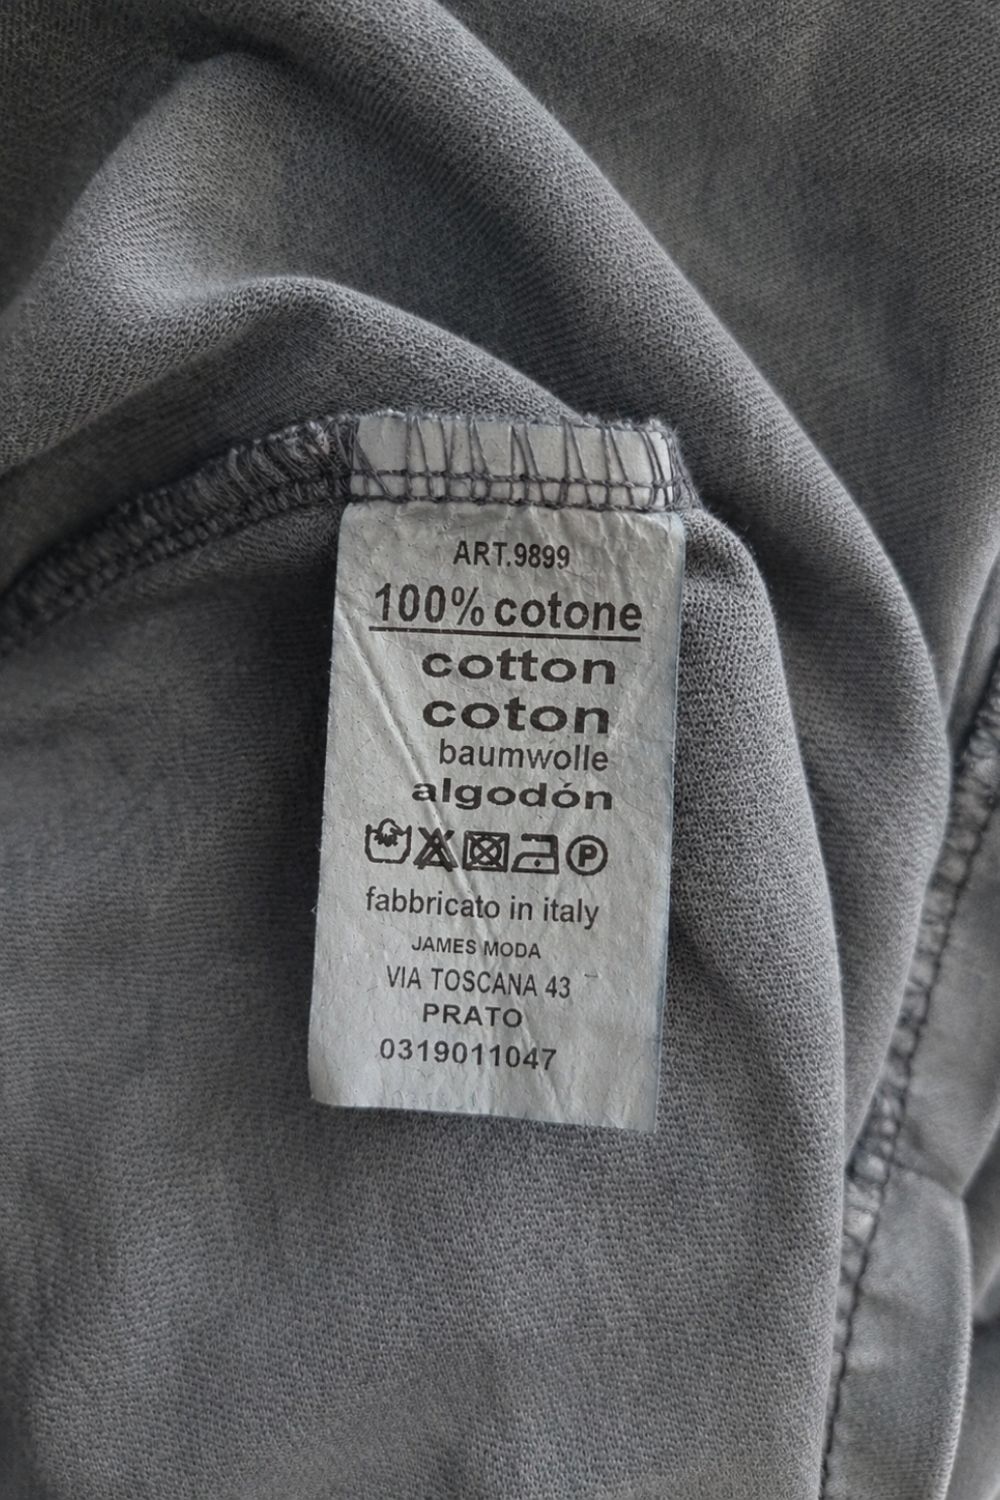 ART.9899
100% cotone
cotton
coton
baumwolle
algodón
P
fabbricato in italy
JAMES MODA
VIA TOSCANA 43
PRATO
0319011047